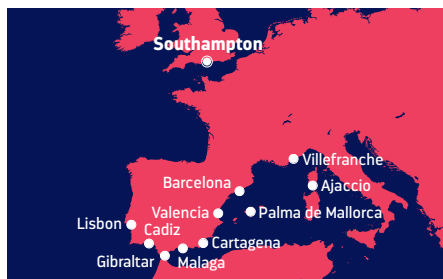 Southampton
Villefranche
Barcelona
Ajaccio
Valencia
Palma de Mallorca
Lisbon
Cadiz
Cartagena
Gibraltar
Malaga